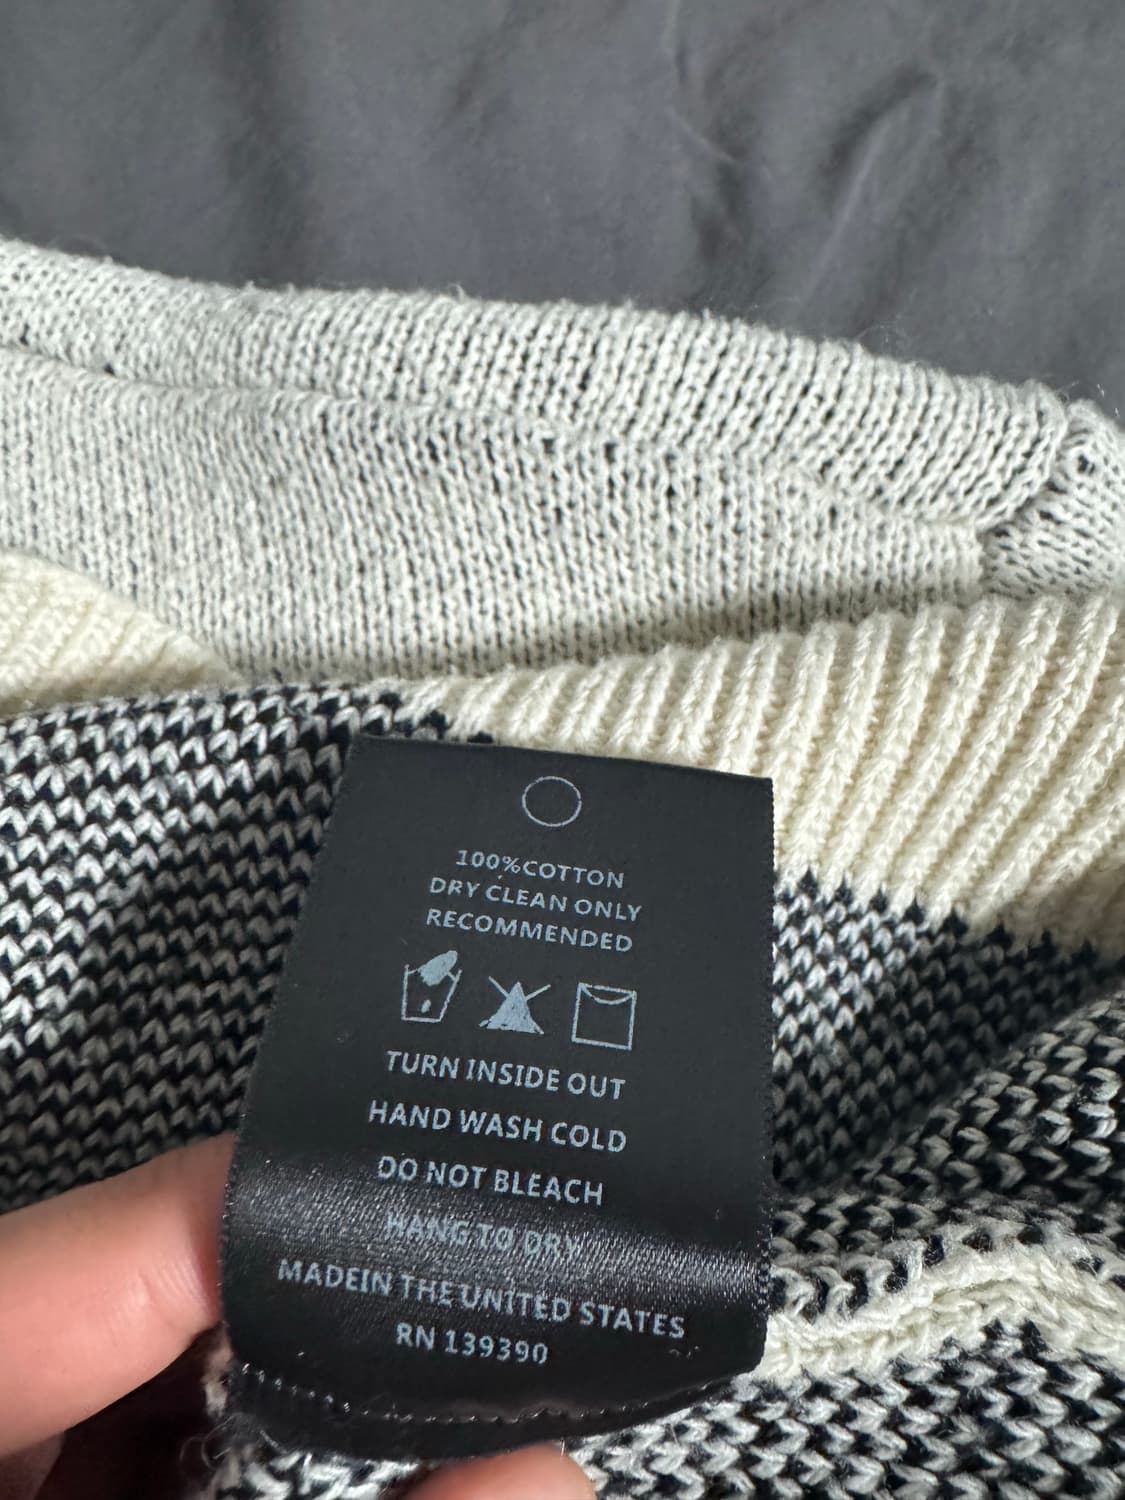 100%COTTON
DRY CLEAN ONLY
RECOMMENDED
TURN INSIDE OUT
HAND WASH COLD
DO NOT BLEACH
HANG TO DRY
MADEIN THE UNITED STATES
RN 139390